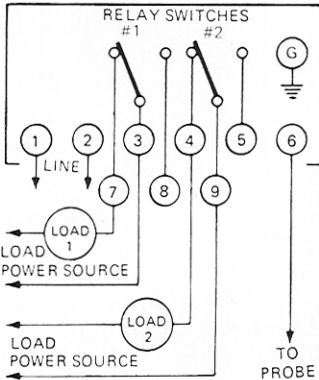 RELAY SWITCHES
#1 #2
G
1 2 3 4 5 6
LINE
7 8 9
LOAD
1
LOAD
POWER SOURCE
LOAD
2
LOAD
POWER SOURCE
TO
PROBE